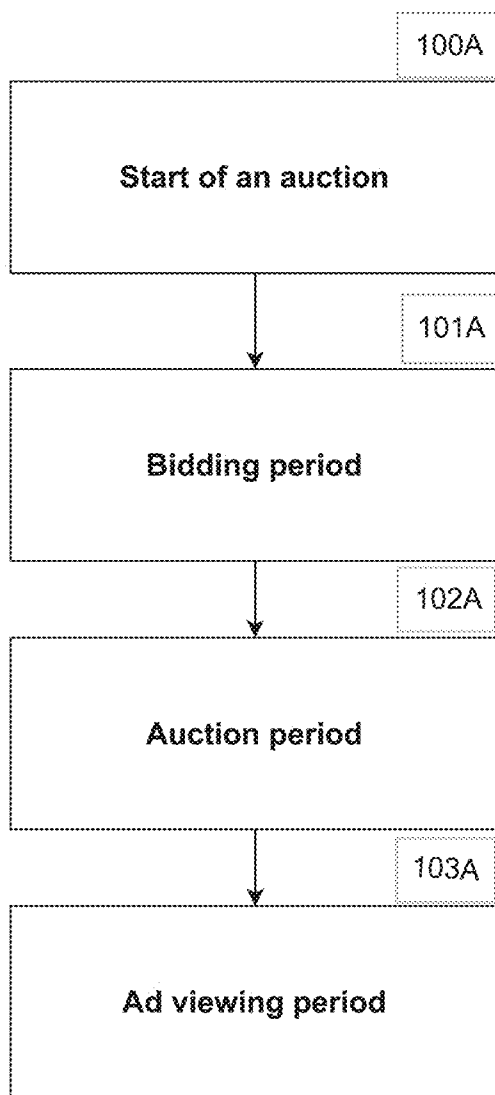 100A
Start of an auction
101A
Bidding period
102A
Auction period
103A
Ad viewing period